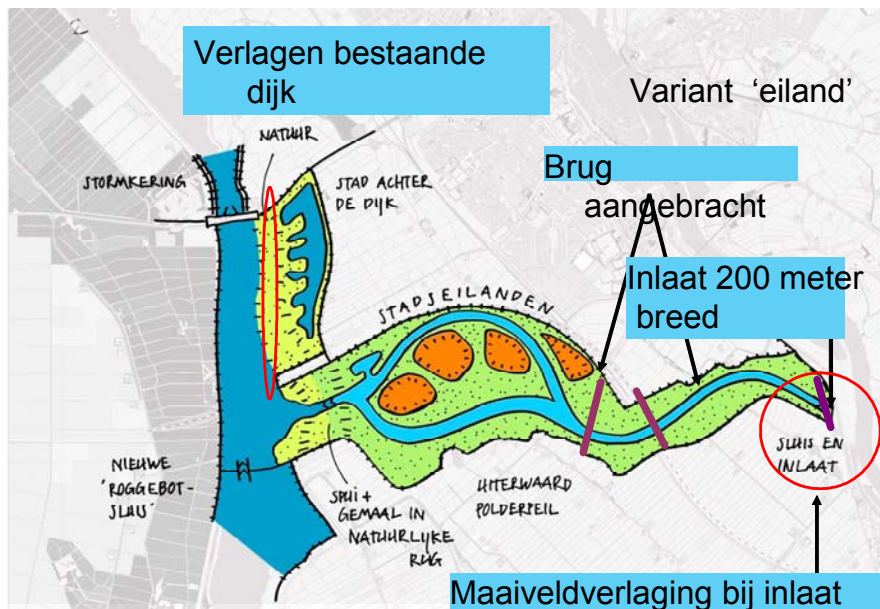 Verlagen bestaande
dijk
Variant ‘eiland’
NATUUR
STORMKERING
STAD ACHTER
DE DIJK
Brug
aangebracht
Inlaat 200 meter
breed
STADSEILANDEN
SLUIS EN
INLAAT
NIEUWE
'ROGGEBOT-
SLUIS'
SPUI +
GEMAAL IN
NATUURLIJKE
RUG
UITERWAARD
POLDERPEIL
Maaiveldverlaging bij inlaat